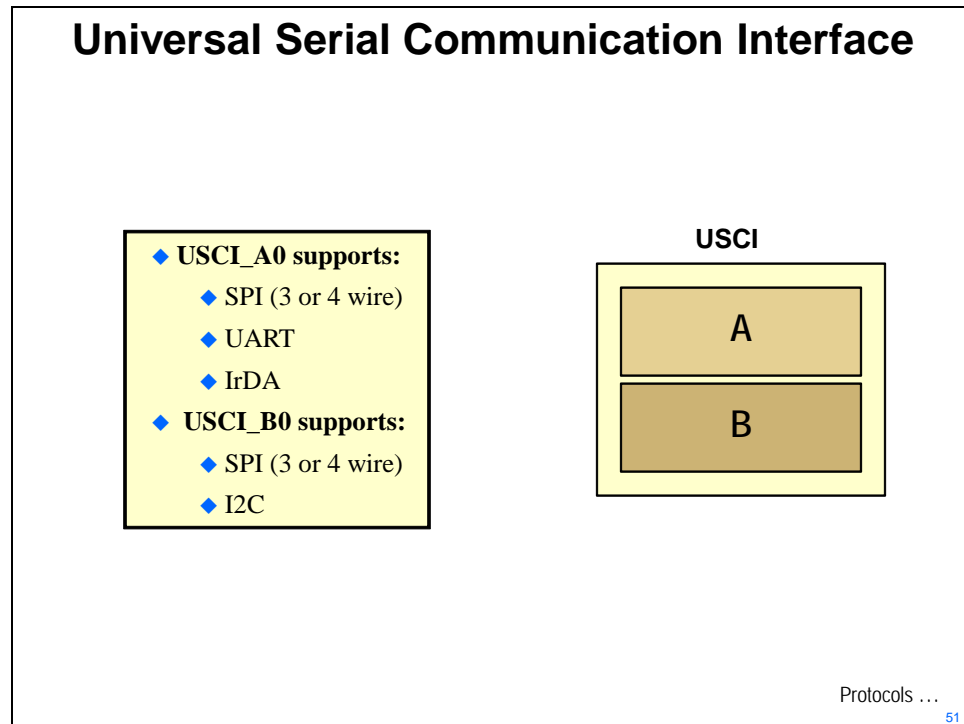 Universal Serial Communication Interface
◆ USCI_A0 supports:
◆ SPI (3 or 4 wire)
◆ UART
◆ IrDA
◆ USCI_B0 supports:
◆ SPI (3 or 4 wire)
◆ I2C
USCI
A
B
Protocols …
51